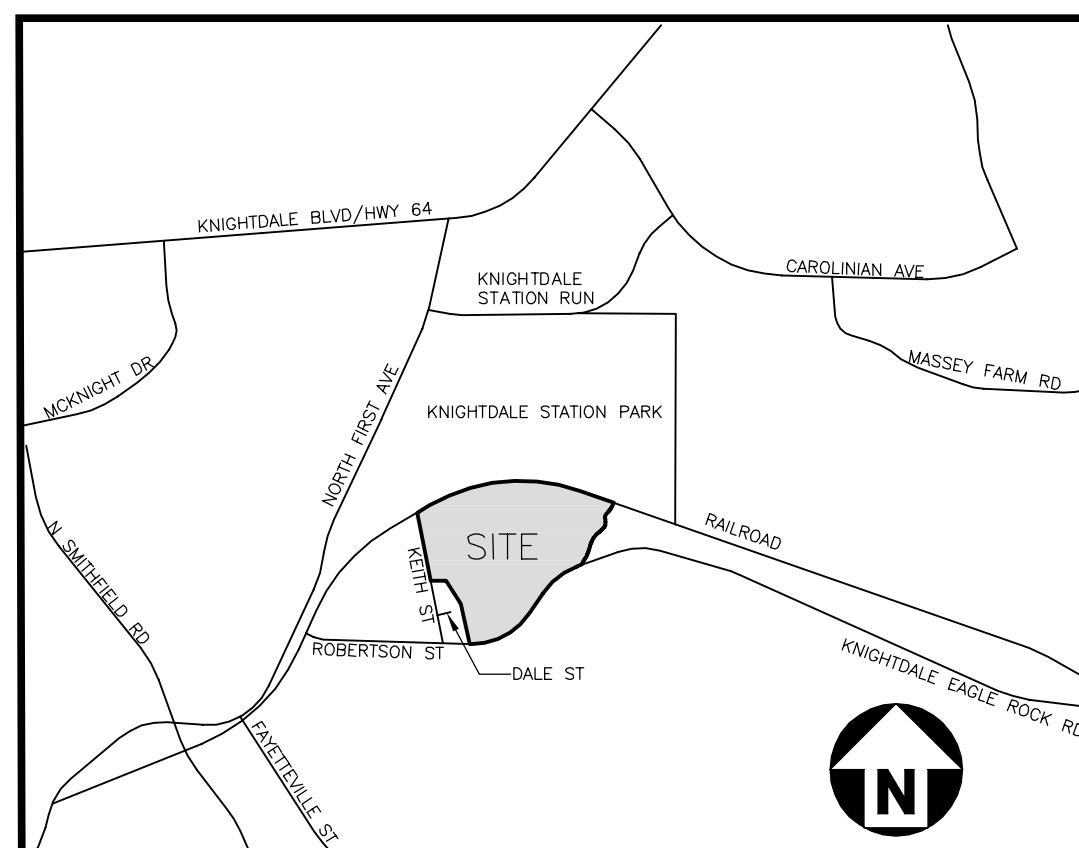 KNIGHTDALE BLVD/HWY 64
KNIGHTDALE
STATION RUN
CAROLINIAN AVE
MCKNIGHT DR
MASSEY FARM RD
NORTH FIRST AVE
KNIGHTDALE STATION PARK
N SMITHFIELD RD
RAILROAD
SITE
KEITH ST
ROBERTSON ST
DALE ST
KNIGHTDALE EAGLE ROCK RD
FAYETTEVILLE ST
N